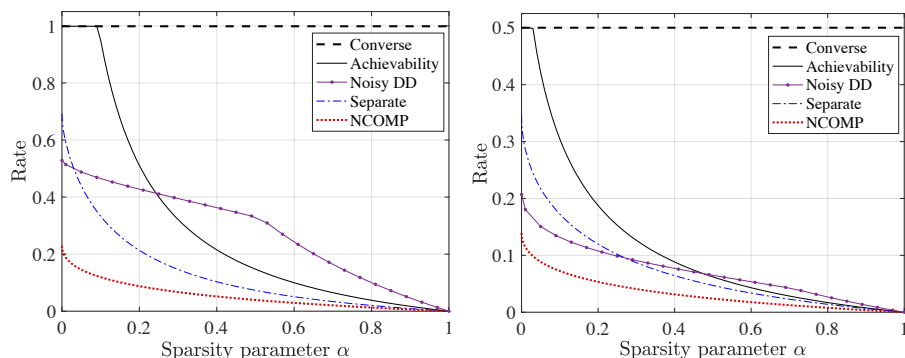 1
0.8
0.6
0.4
0.2
0
Rate
0 0.2 0.4 0.6 0.8 1
Sparsity parameter α
Converse
Achievability
Noisy DD
Separate
NCOMP
0.5
0.4
0.3
0.2
0.1
0
Rate
0 0.2 0.4 0.6 0.8 1
Sparsity parameter α
Converse
Achievability
Noisy DD
Separate
NCOMP